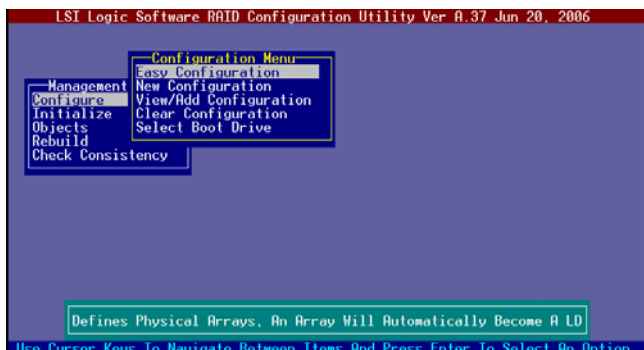 LSI Logic Software RAID Configuration Utility Ver A.37 Jun 20, 2006
Configuration Menu
Easy Configuration
New Configuration
View/Add Configuration
Clear Configuration
Select Boot Drive
Management
Configure
Initialize
Objects
Rebuild
Check Consistency
Defines Physical Arrays, An Array Will Automatically Become A LD
Use Cursor Keys To Navigate Between Items And Press Enter To Select An Option